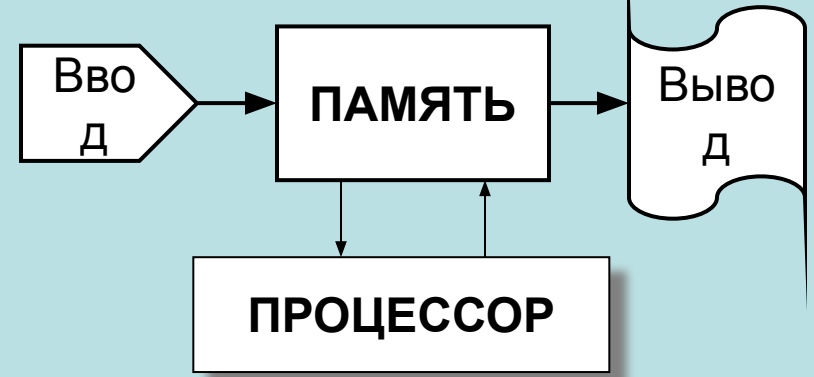 Вво
д
ПАМЯТЬ
Выво
д
ПРОЦЕССОР